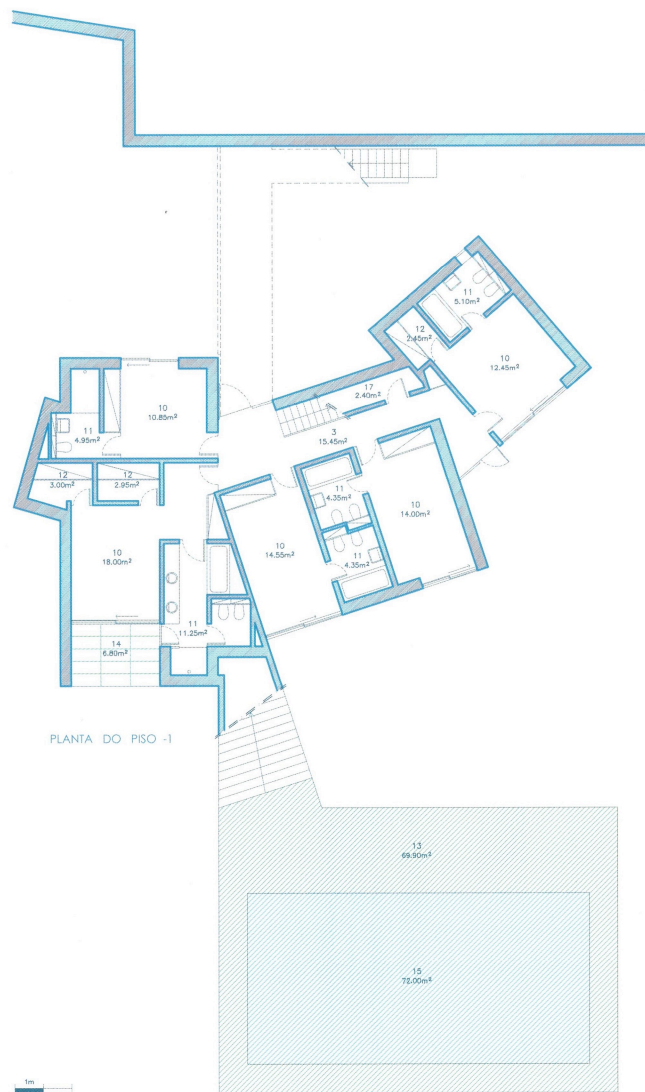 11
5.10m²
12
2.45m²
10
12.45m²
17
2.40m²
10
10.85m²
11
4.95m²
3
15.45m²
12
3.00m²
12
2.95m²
11
4.35m²
10
14.00m²
10
14.55m²
11
4.35m²
10
18.00m²
11
11.25m²
14
6.80m²
PLANTA DO PISO -1
13
69.90m²
15
72.00m²
1m